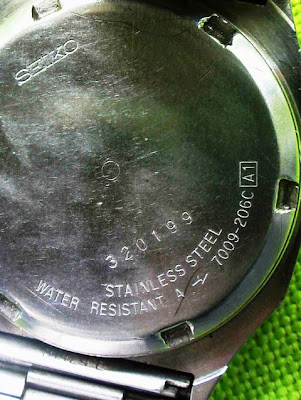 SEIKO
320199
STAINLESS STEEL
WATER RESISTANT A 7009-206C A1